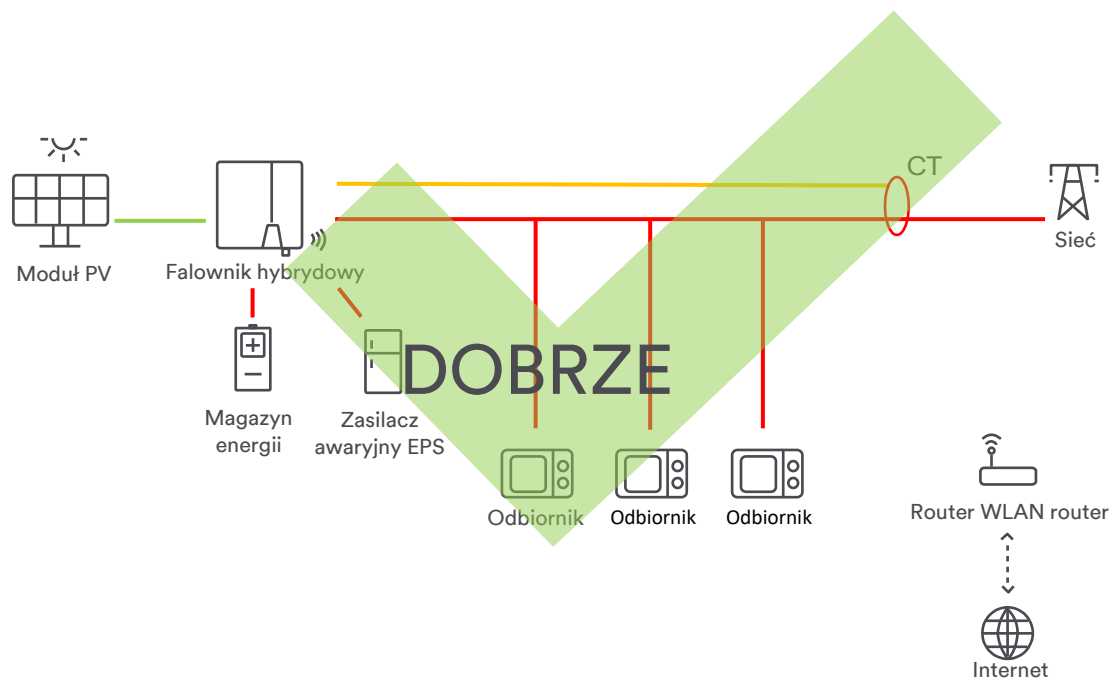 CT
Sieć
Moduł PV
Falownik hybrydowy
DOBRZE
Magazyn
energii
Zasilacz
awaryjny EPS
Odbiornik
Odbiornik
Odbiornik
Router WLAN router
Internet